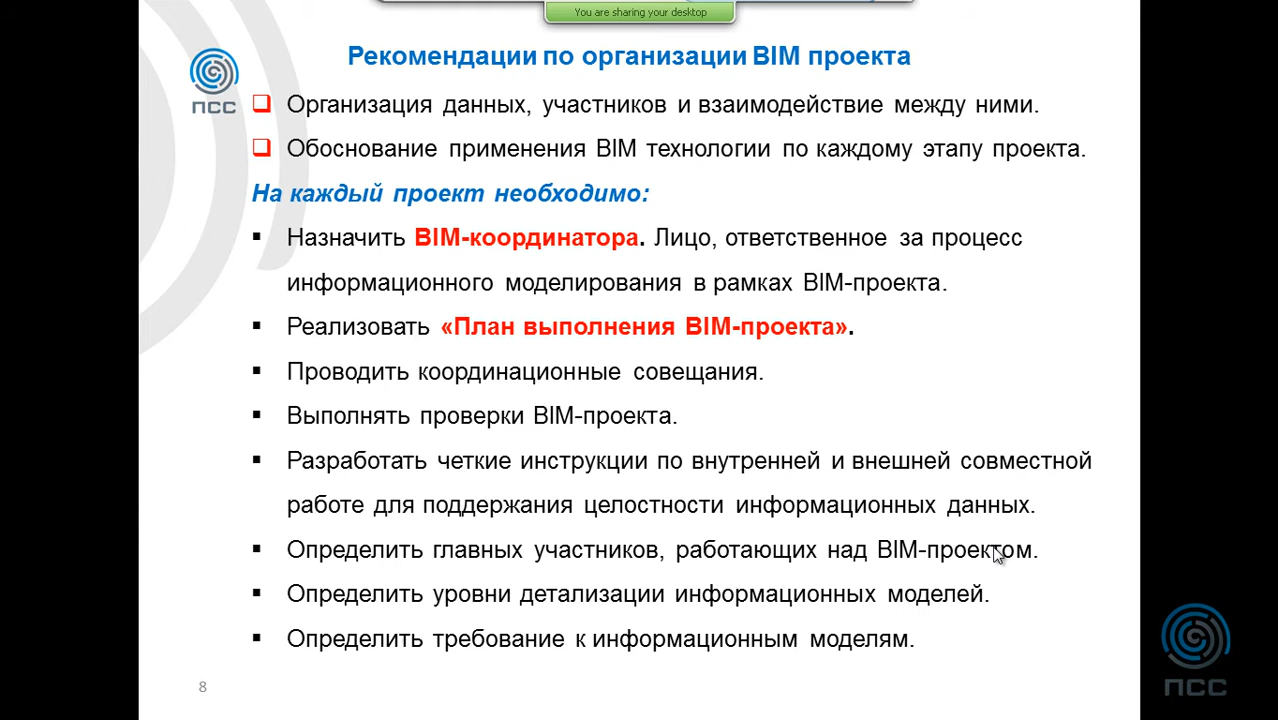 You are sharing your desktop
Рекомендации по организации BIM проекта
ПСС
Организация данных, участников и взаимодействие между ними.
Обоснование применения BIM технологии по каждому этапу проекта.
На каждый проект необходимо:
Назначить BIM-координатора. Лицо, ответственное за процесс
информационного моделирования в рамках BIM-проекта.
Реализовать «План выполнения BIM-проекта».
Проводить координационные совещания.
Выполнять проверки BIM-проекта.
Разработать четкие инструкции по внутренней и внешней совместной
работе для поддержания целостности информационных данных.
Определить главных участников, работающих над BIM-проектом.
Определить уровни детализации информационных моделей.
Определить требование к информационным моделям.
8
ПСС